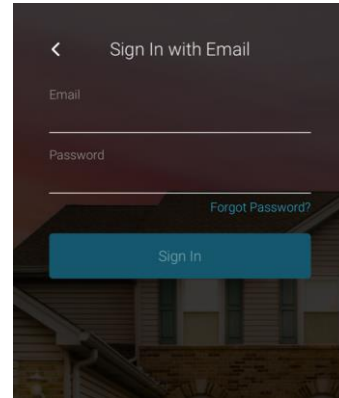 Sign In with Email
Email
Password
Forgot Password?
Sign In